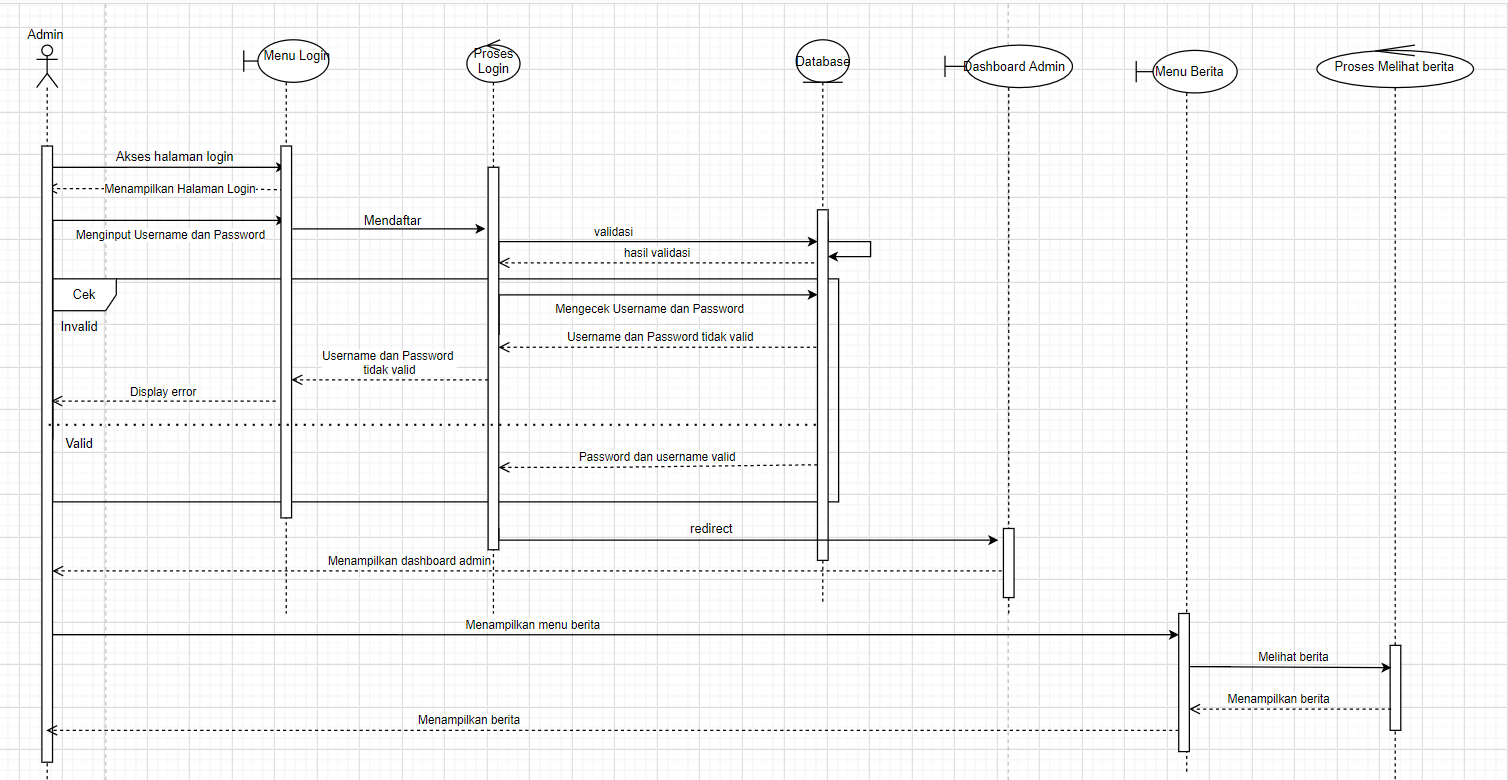 Admin
Menu Login
Proses
Login
Database
Dashboard Admin
Menu Berita
Proses Melihat berita
Akses halaman login
Menampilkan Halaman Login
Menginput Username dan Password
Mendaftar
validasi
hasil validasi
Cek
Invalid
Mengecek Username dan Password
Username dan Password tidak valid
Username dan Password
tidak valid
Display error
Valid
Password dan username valid
redirect
Menampilkan dashboard admin
Menampilkan menu berita
Melihat berita
Menampilkan berita
Menampilkan berita